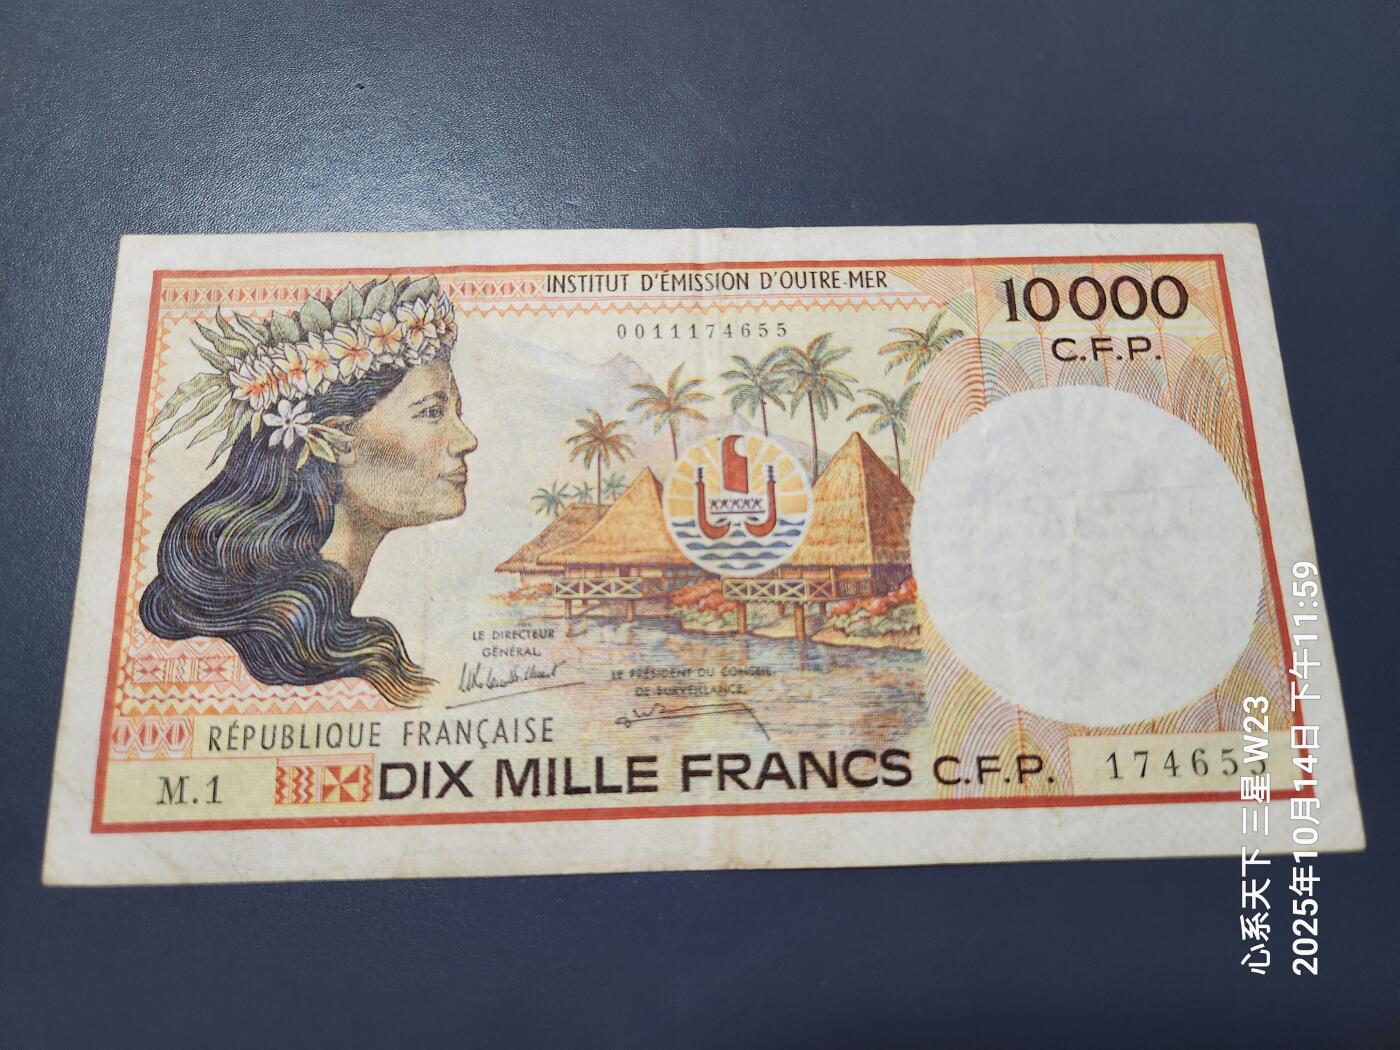 INSTITUT D'ÉMISSION D'OUTRE-MER
10000
C.F.P.
0011174655
LE DIRECTEUR
GÉNÉRAL,
LE PRÉSIDENT DU CONSEIL
DE SURVEILLANCE,
RÉPUBLIQUE FRANÇAISE
M.1
DIX MILLE FRANCS C.F.P.
174655
心系天下 三星 W23
2025年10月14日 下午11:59